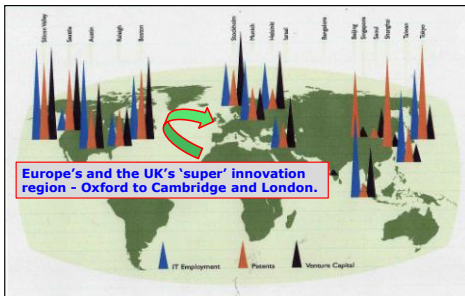 Silicon Valley
Seattle
Austin
Raleigh
Boston
Stockholm
Munich
Helsinki
Israel
Bangalore
Beijing
Singapore
Seoul
Shanghai
Taiwan
Tokyo
Europe’s and the UK’s ‘super’ innovation
region - Oxford to Cambridge and London.
IT Employment
Patents
Venture Capital